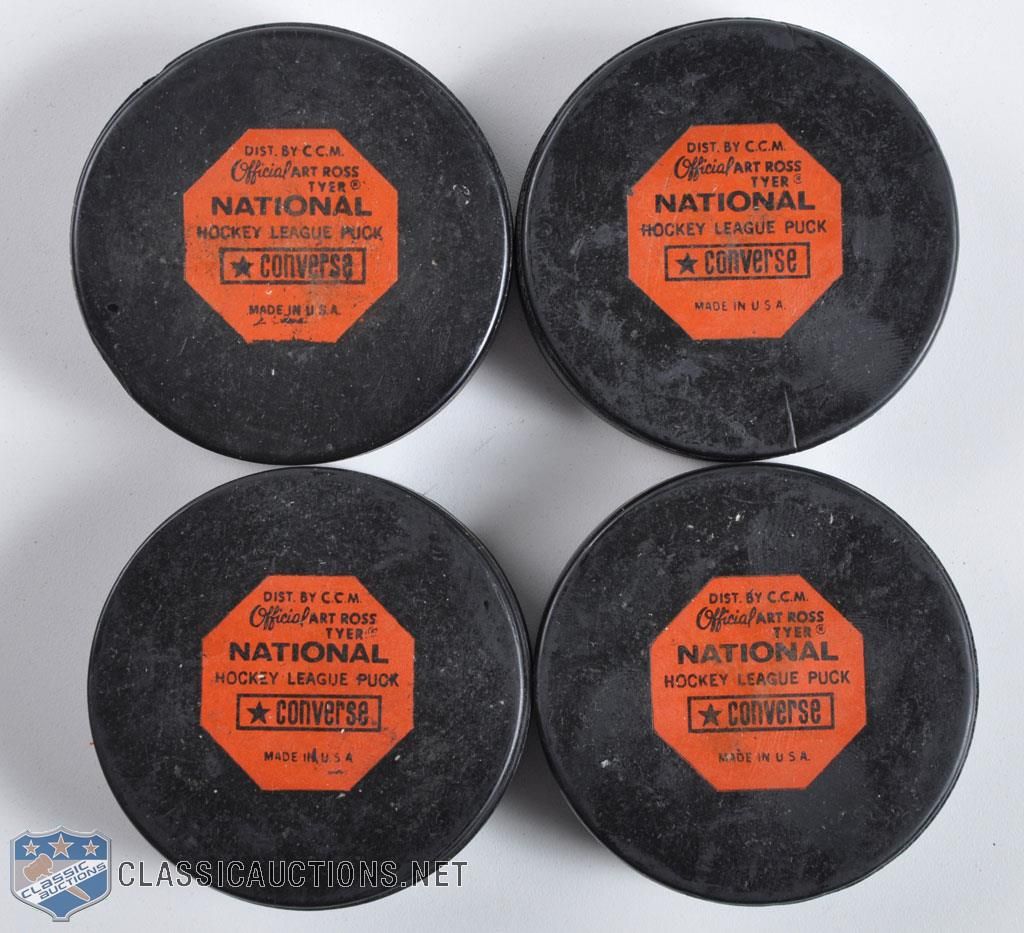 DIST. BY C.C.M.
Official ART ROSS
TYER®
NATIONAL
HOCKEY LEAGUE PUCK
★ converse
MADE IN U.S.A.
DIST. BY C.C.M.
Official ART ROSS
TYER®
NATIONAL
HOCKEY LEAGUE PUCK
★ converse
MADE IN U.S.A.
DIST. BY C.C.M.
Official ART ROSS
TYER
NATIONAL
HOCKEY LEAGUE PUCK
★ converse
MADE IN U.S.A.
DIST. BY C.C.M.
Official ART ROSS
TYER®
NATIONAL
HOCKEY LEAGUE PUCK
★ converse
MADE IN U.S.A.
CLASSIC
AUCTIONS
CLASSICAUCTIONS.NET